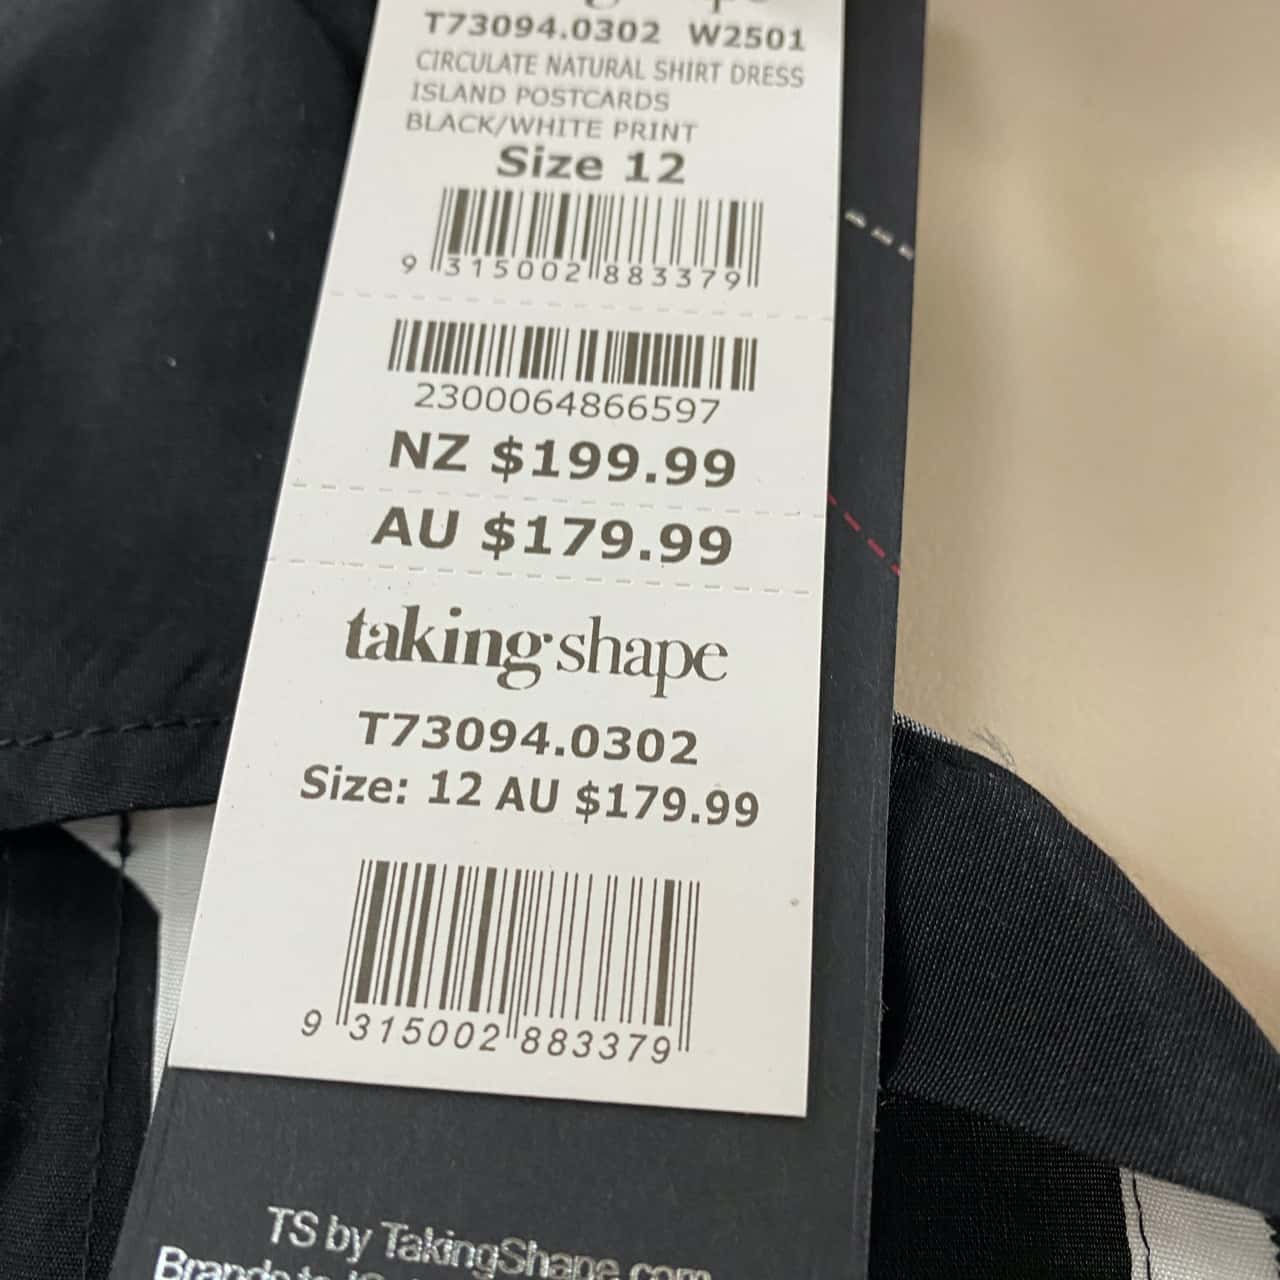 T73094.0302 W2501
CIRCULATE NATURAL SHIRT DRESS
ISLAND POSTCARDS
BLACK/WHITE PRINT
Size 12
9 315002 883379
2300064866597
NZ $199.99
AU $179.99
taking shape
T73094.0302
Size: 12 AU $179.99
9 315002 883379
TS by TakingShape.com